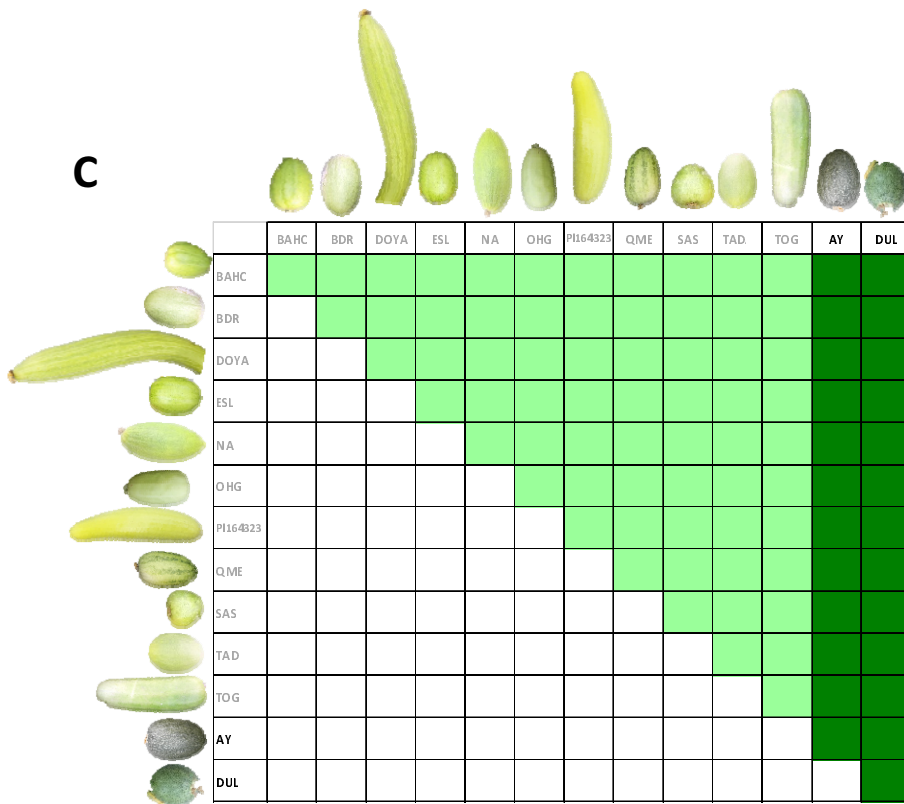 C
BAHC BDR DOYA ESL NA OHG PI164323 QME SAS TAD TOG AY DUL
BAHC
BDR
DOYA
ESL
NA
OHG
PI164323
QME
SAS
TAD
TOG
AY
DUL